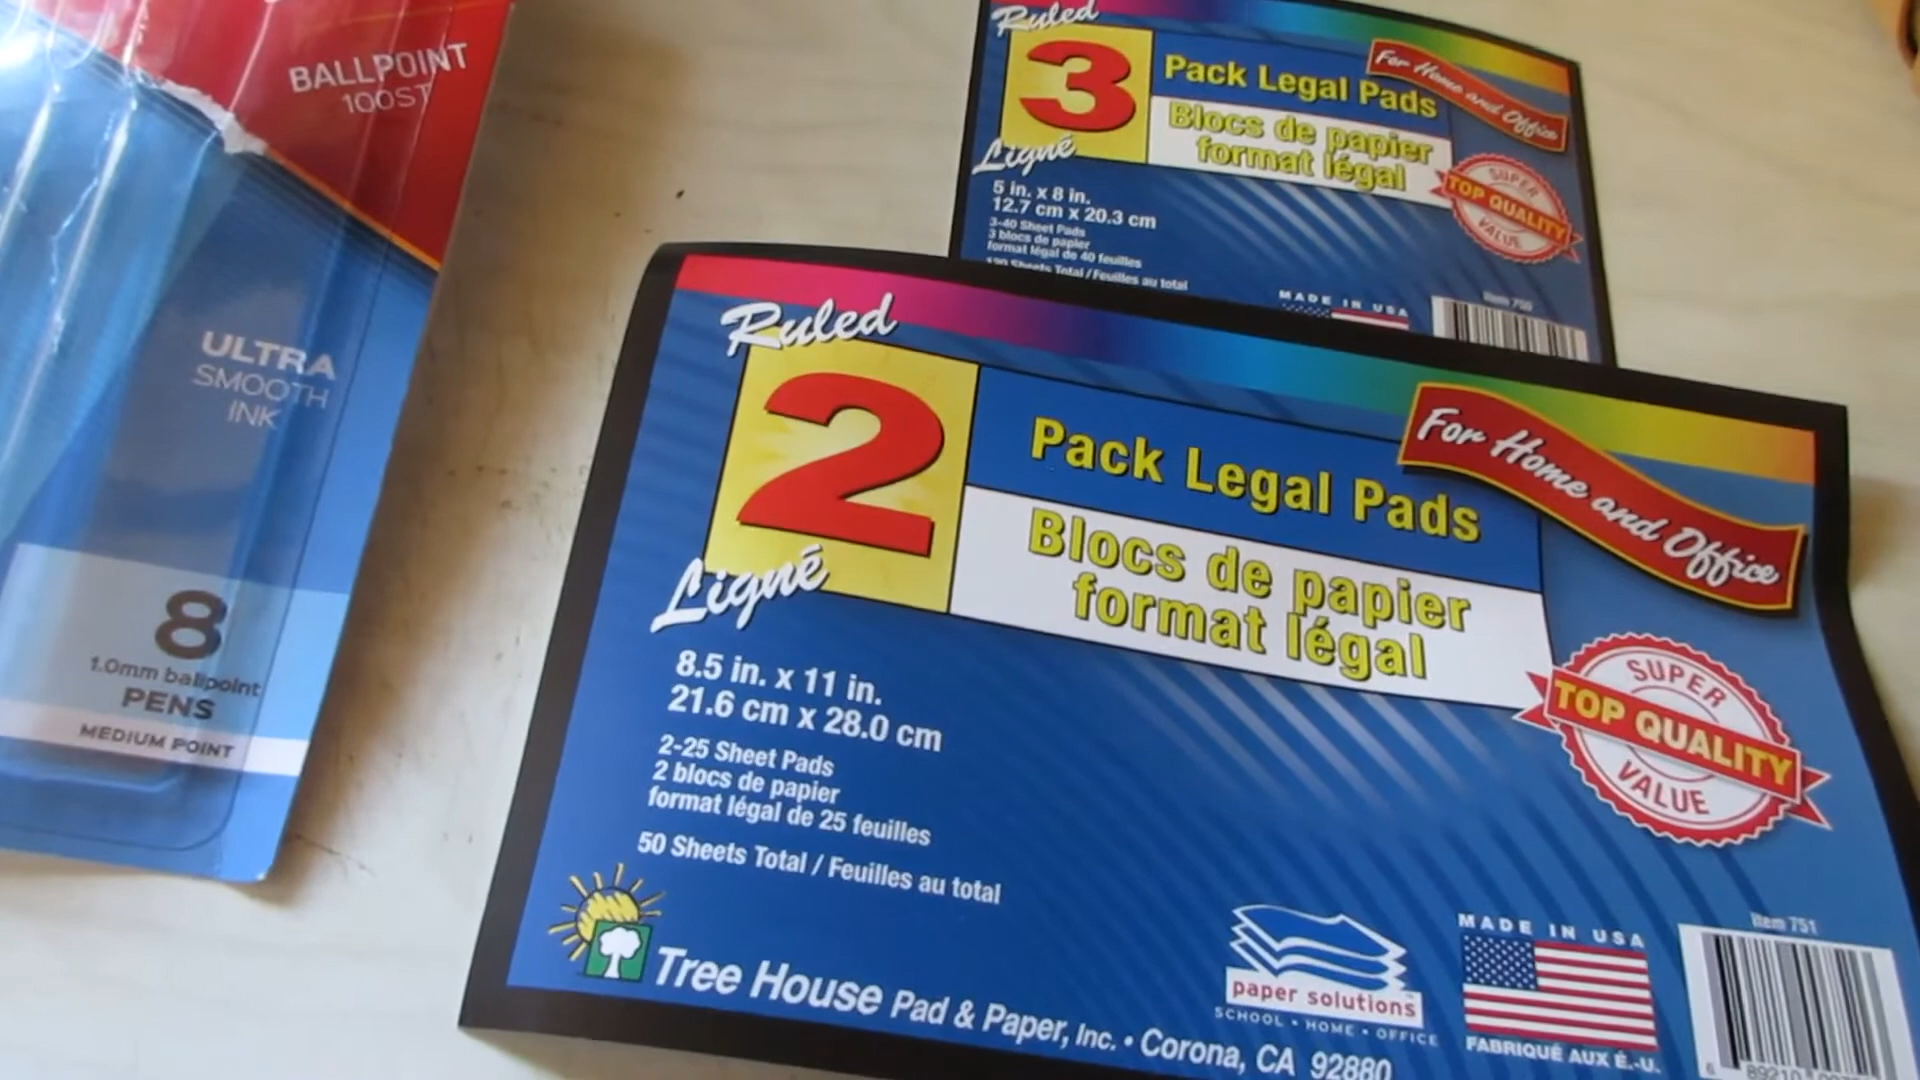 BALLPOINT
100ST
ULTRA
SMOOTH
INK
8
1.0mm ballpoint
PENS
MEDIUM POINT
Ruled
3
Ligné
Pack Legal Pads
Blocs de papier
format légal
For Home and Office
SUPER
TOP QUALITY
VALUE
5 in. x 8 in.
12.7 cm x 20.3 cm
3-40 Sheet Pads
3 blocs de papier
format légal de 40 feuilles
120 Sheets Total / Feuilles au total
MADE IN USA
Ruled
2
Ligné
Pack Legal Pads
Blocs de papier
format légal
For Home and Office
SUPER
TOP QUALITY
VALUE
8.5 in. x 11 in.
21.6 cm x 28.0 cm
2-25 Sheet Pads
2 blocs de papier
format légal de 25 feuilles
50 Sheets Total / Feuilles au total
Tree House Pad & Paper, Inc. • Corona, CA 92880
paper solutions
SCHOOL • HOME • OFFICE
MADE IN USA
FABRIQUÉ AUX É.-U.
Item 751